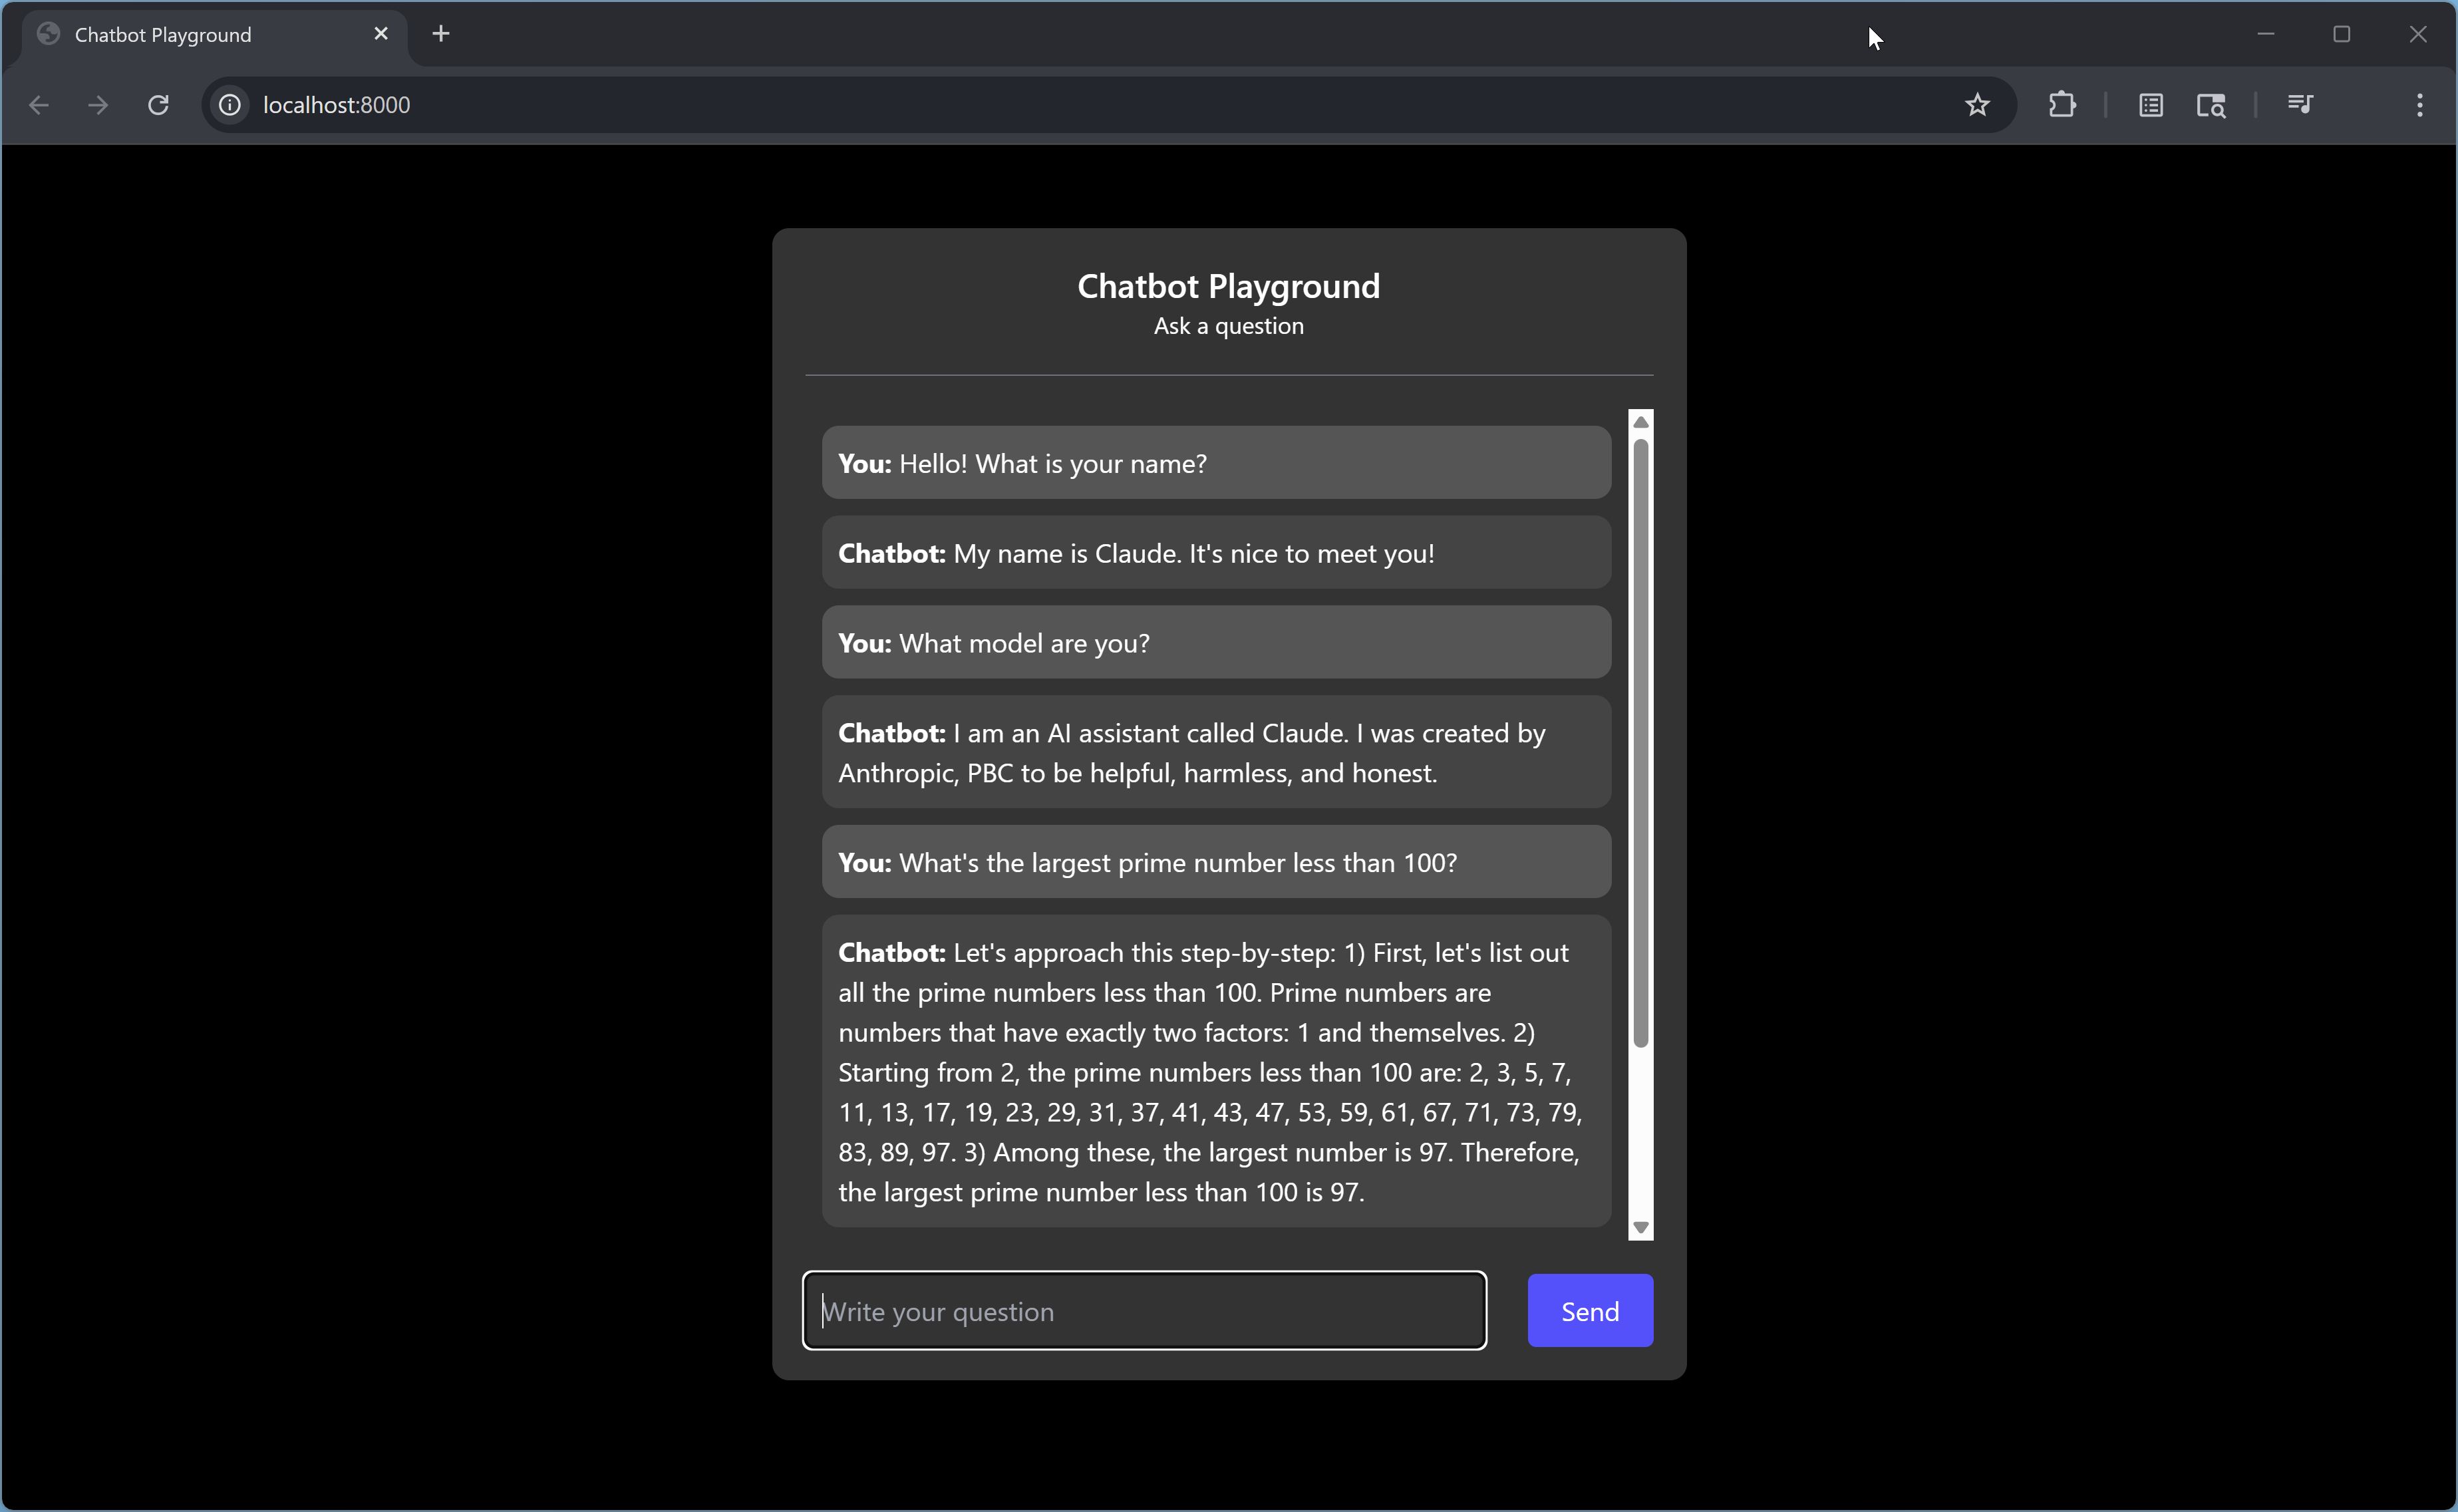 Chatbot Playground
localhost:8000
Chatbot Playground
Ask a question
You: Hello! What is your name?
Chatbot: My name is Claude. It's nice to meet you!
You: What model are you?
Chatbot: I am an AI assistant called Claude. I was created by
Anthropic, PBC to be helpful, harmless, and honest.
You: What's the largest prime number less than 100?
Chatbot: Let's approach this step-by-step: 1) First, let's list out
all the prime numbers less than 100. Prime numbers are
numbers that have exactly two factors: 1 and themselves. 2)
Starting from 2, the prime numbers less than 100 are: 2, 3, 5, 7,
11, 13, 17, 19, 23, 29, 31, 37, 41, 43, 47, 53, 59, 61, 67, 71, 73, 79,
83, 89, 97. 3) Among these, the largest number is 97. Therefore,
the largest prime number less than 100 is 97.
Write your question
Send